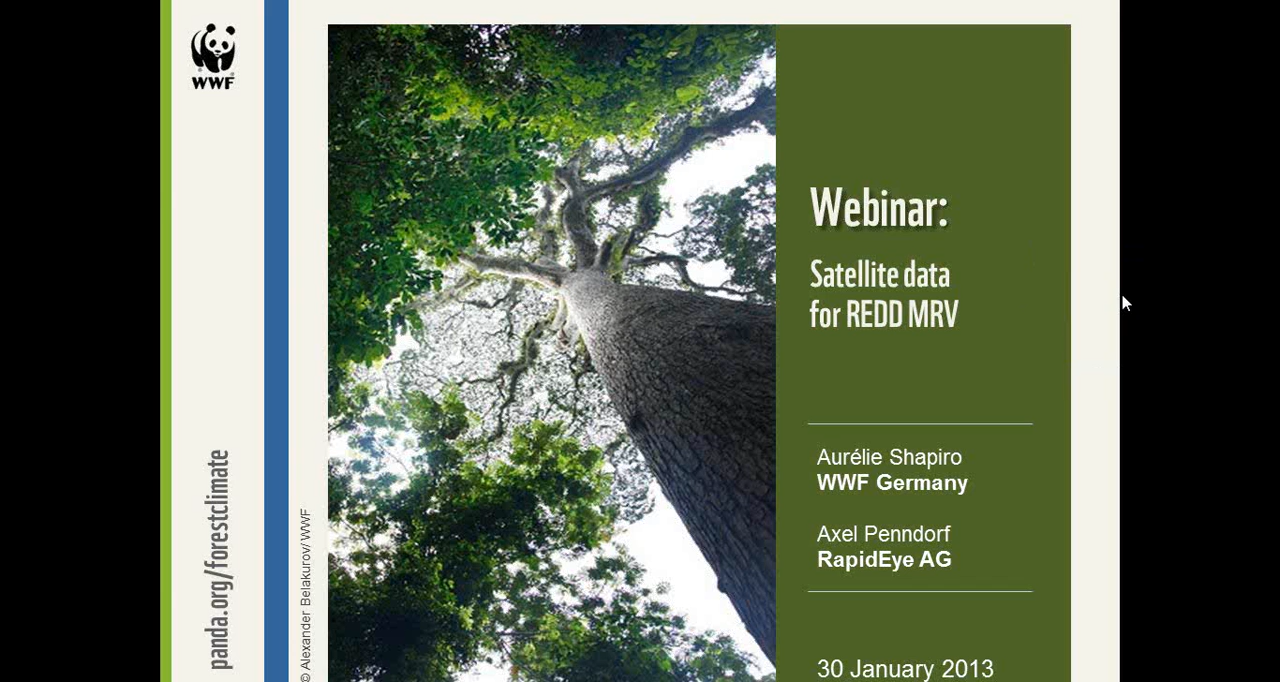 WWF
panda.org/forestclimate
© Alexander Belakurov/ WWF
Webinar:
Satellite data
for REDD MRV
Aurélie Shapiro
WWF Germany
Axel Penndorf
RapidEye AG
30 January 2013